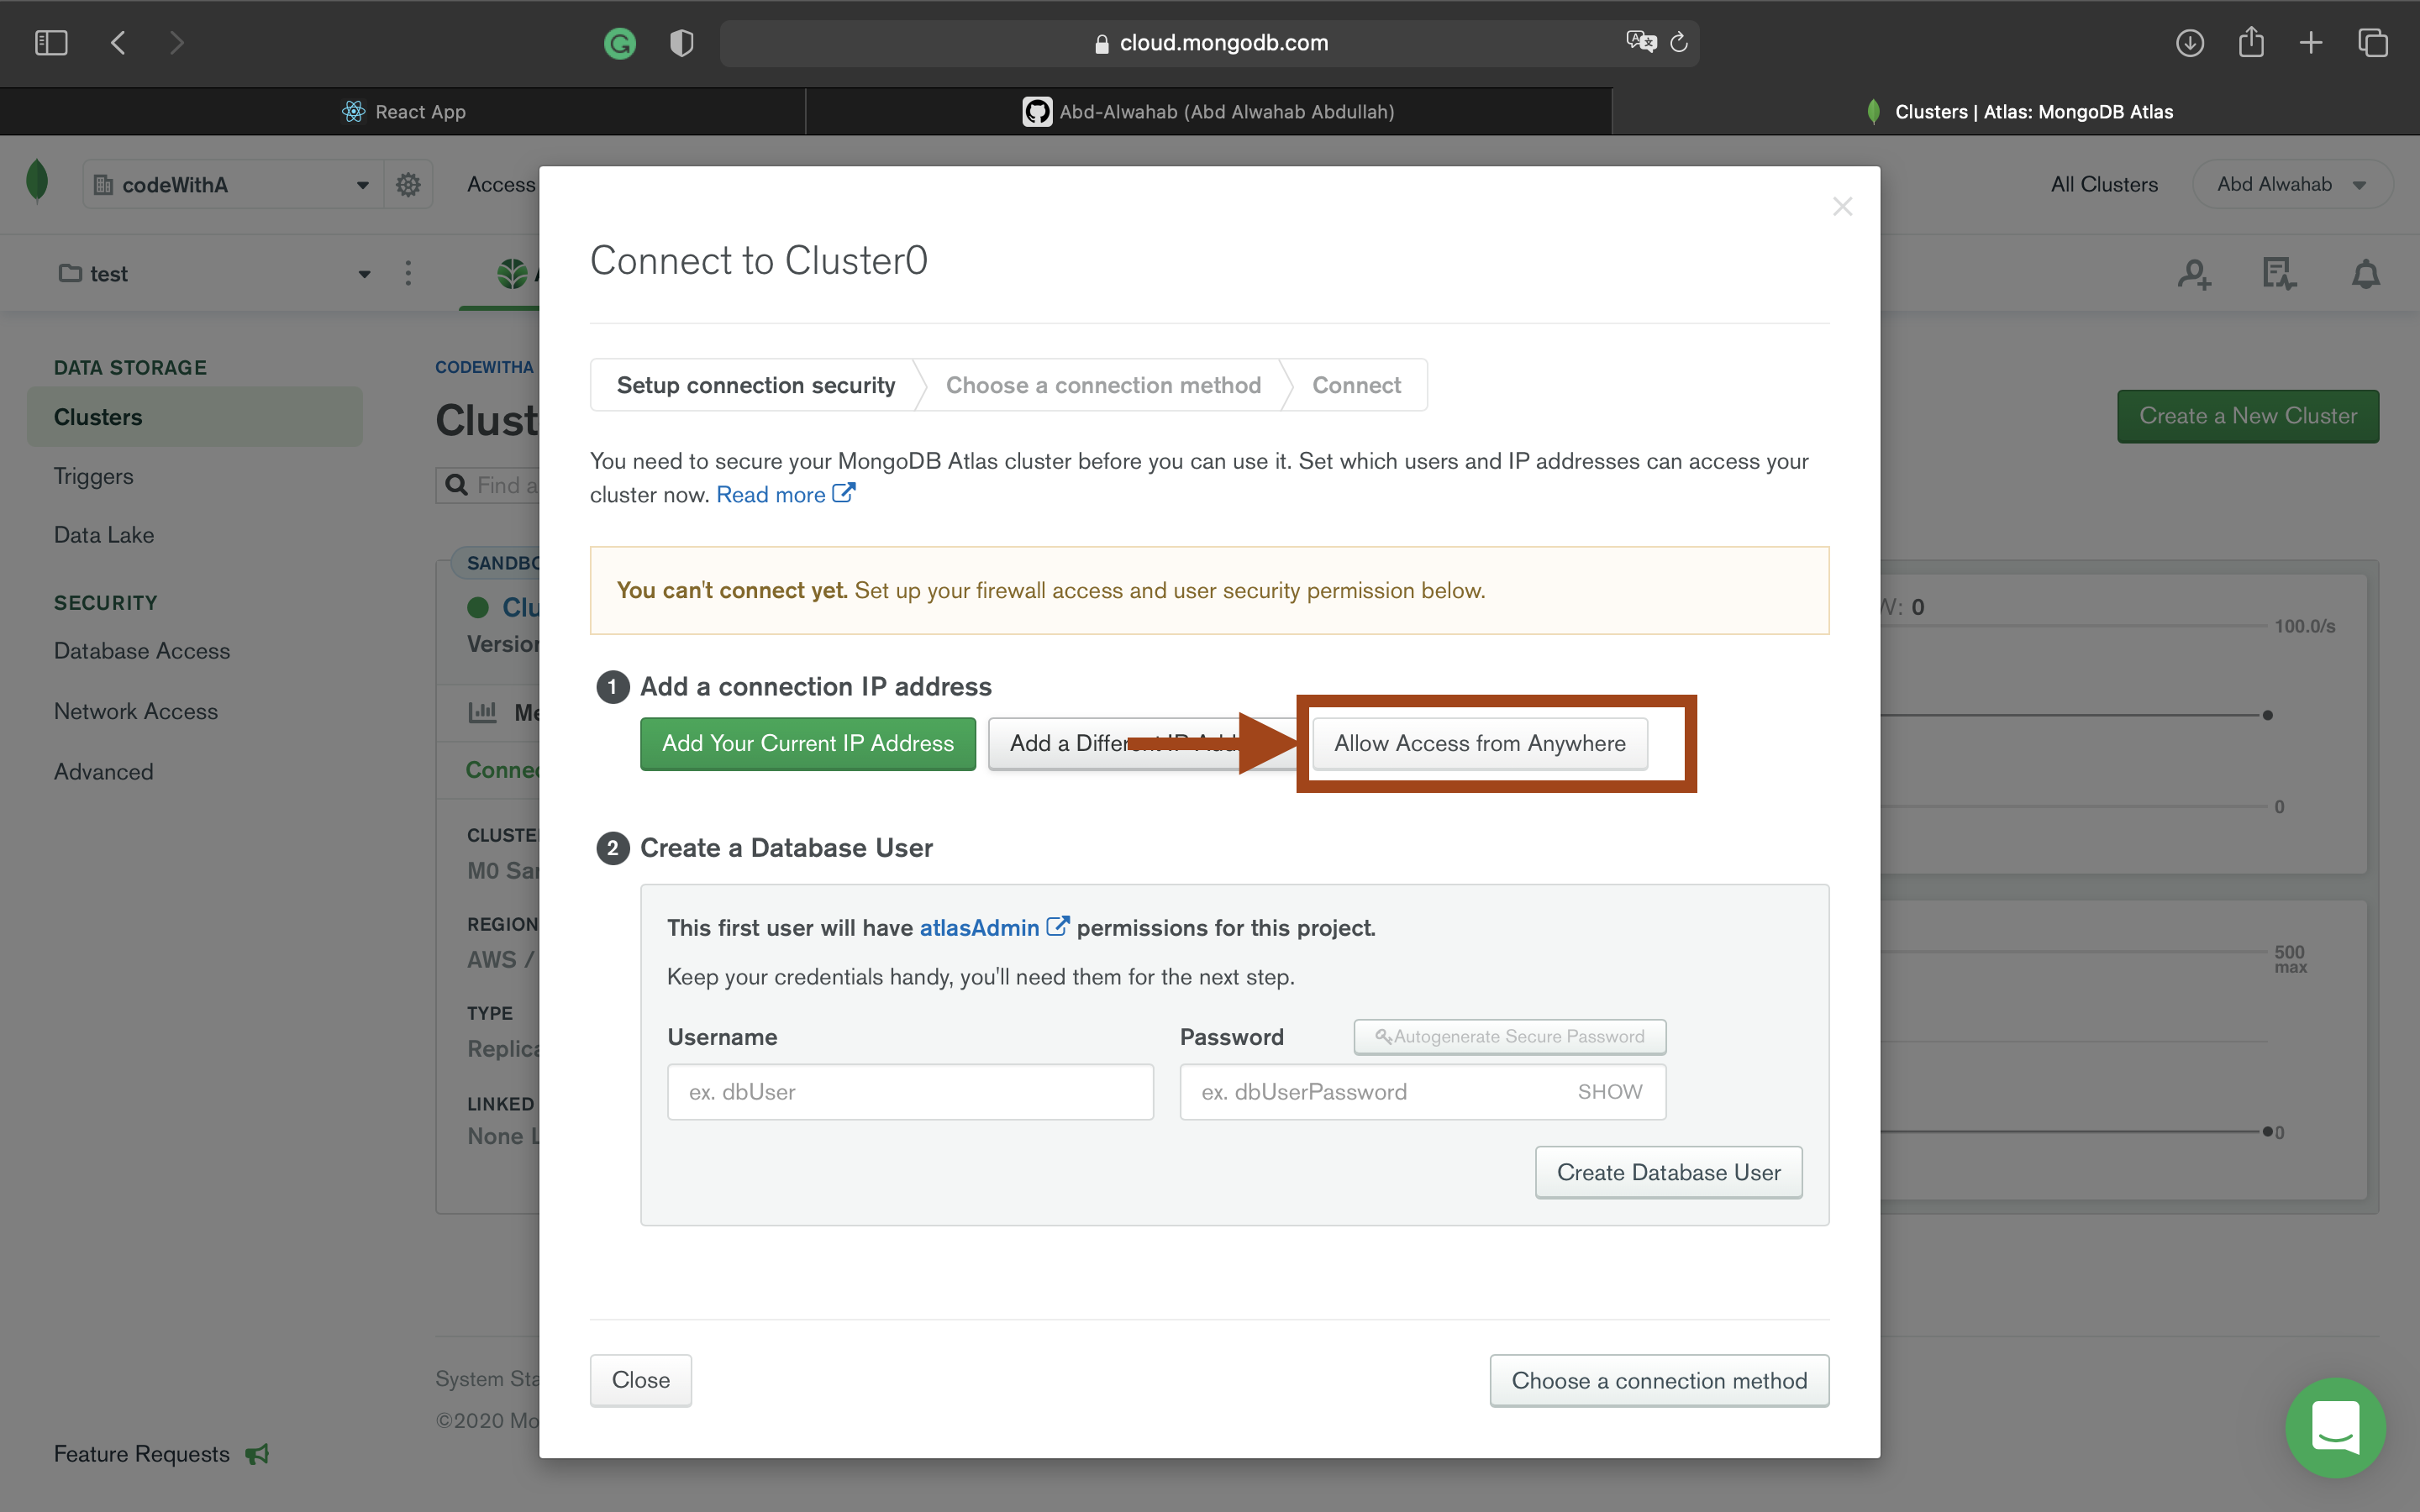 cloud.mongodb.com
React App
Abd-Alwahab (Abd Alwahab Abdullah)
Clusters | Atlas: MongoDB Atlas
codeWithA
Access
All Clusters
Abd Alwahab
test
DATA STORAGE
Clusters
Triggers
Data Lake
SECURITY
Database Access
Network Access
Advanced
Feature Requests
CODEWITHA
Clust
Find a
Create a New Cluster
SANDBO
Clu
Version
Me
Connec
CLUSTE
M0 Sa
REGION
AWS /
TYPE
Replic
LINKED
None
System Sta
©2020 Mo
W: 0
100.0/s
0
500
max
0
Connect to Cluster0
Setup connection security
Choose a connection method
Connect
You need to secure your MongoDB Atlas cluster before you can use it. Set which users and IP addresses can access your
cluster now. Read more
You can't connect yet. Set up your firewall access and user security permission below.
1 Add a connection IP address
Add Your Current IP Address
Add a Different IP Add
Allow Access from Anywhere
2 Create a Database User
This first user will have atlasAdmin permissions for this project.
Keep your credentials handy, you'll need them for the next step.
Username
Password
Autogenerate Secure Password
ex. dbUser
ex. dbUserPassword
SHOW
Create Database User
Close
Choose a connection method